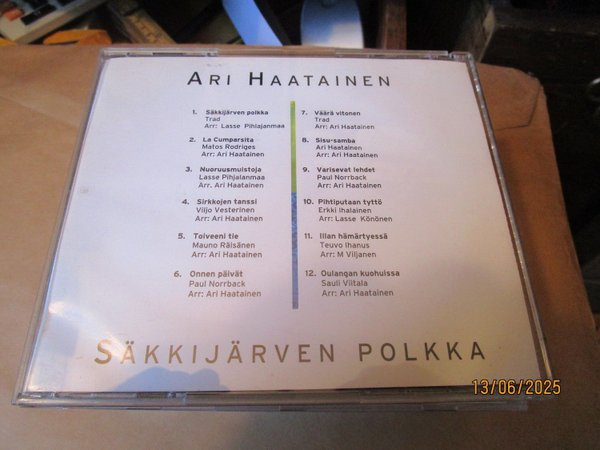 ARI HAATAINEN
1. Säkkijärven polkka
Trad
Arr: Lasse Pihlajanmaa
2. La Cumparsita
Matos Rodriges
Arr: Ari Haatainen
3. Nuoruusmuistoja
Lasse Pihjalanmaa
Arr. Ari Haatainen
4. Sirkkojen tanssi
Viljo Vesterinen
Arr: Ari Haatainen
5. Toiveeni tie
Mauno Räisänen
Arr: Ari Haatainen
6. Onnen päivät
Paul Norrback
Arr: Ari Haatainen
7. Väärä vitonen
Trad
Arr: Ari Haatainen
8. Sisu-samba
Ari Haatainen
Arr: Ari Haatainen
9. Varisevat lehdet
Paul Norrback
Arr: Ari Haatainen
10. Pihtiputaan tyttö
Erkki Ihalainen
Arr: Lasse Könönen
11. Illan hämärtyessä
Teuvo Ihanus
Arr: M Viljanen
12. Oulangan kuohuissa
Sauli Viitala
Arr: Ari Haatainen
SÄKKIJÄRVEN POLKKA
13/06/2025